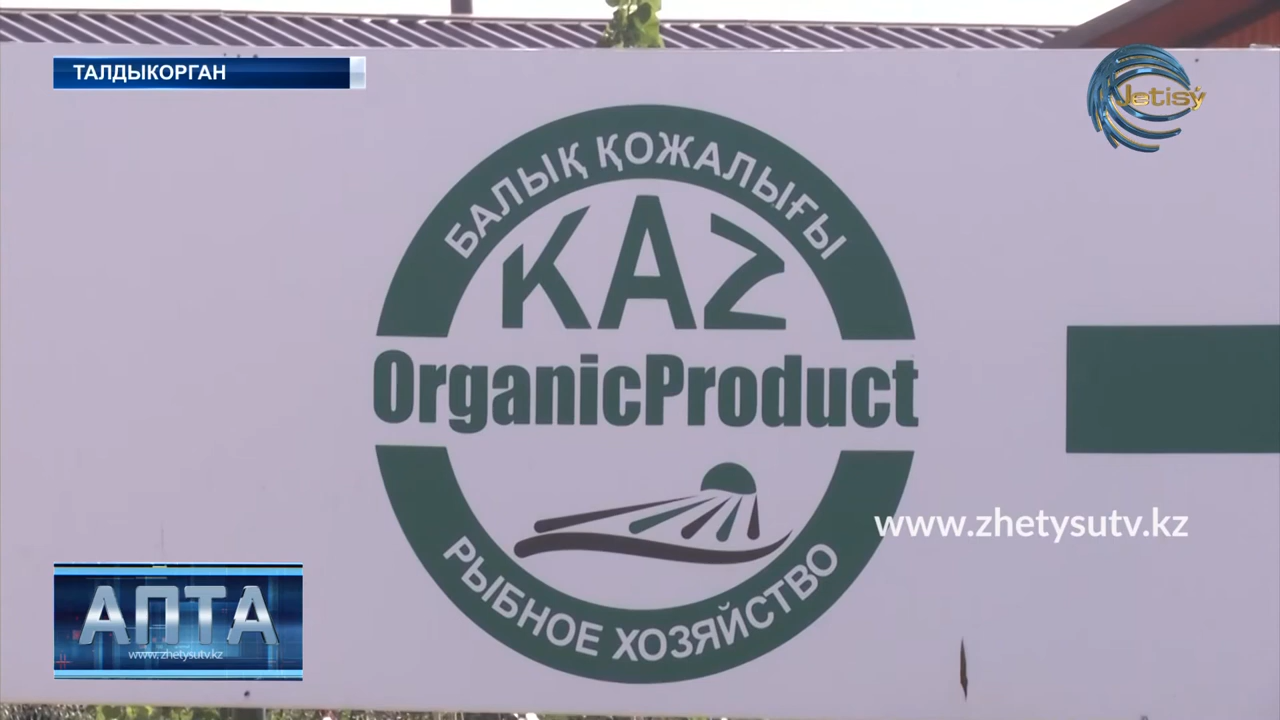 ТАЛДЫКОРГАН
Jetisý
БАЛЫҚ ҚОЖАЛЫҒЫ
KAZ
OrganicProduct
РЫБНОЕ ХОЗЯЙСТВО
www.zhetysutv.kz
АПТА
www.zhetysutv.kz